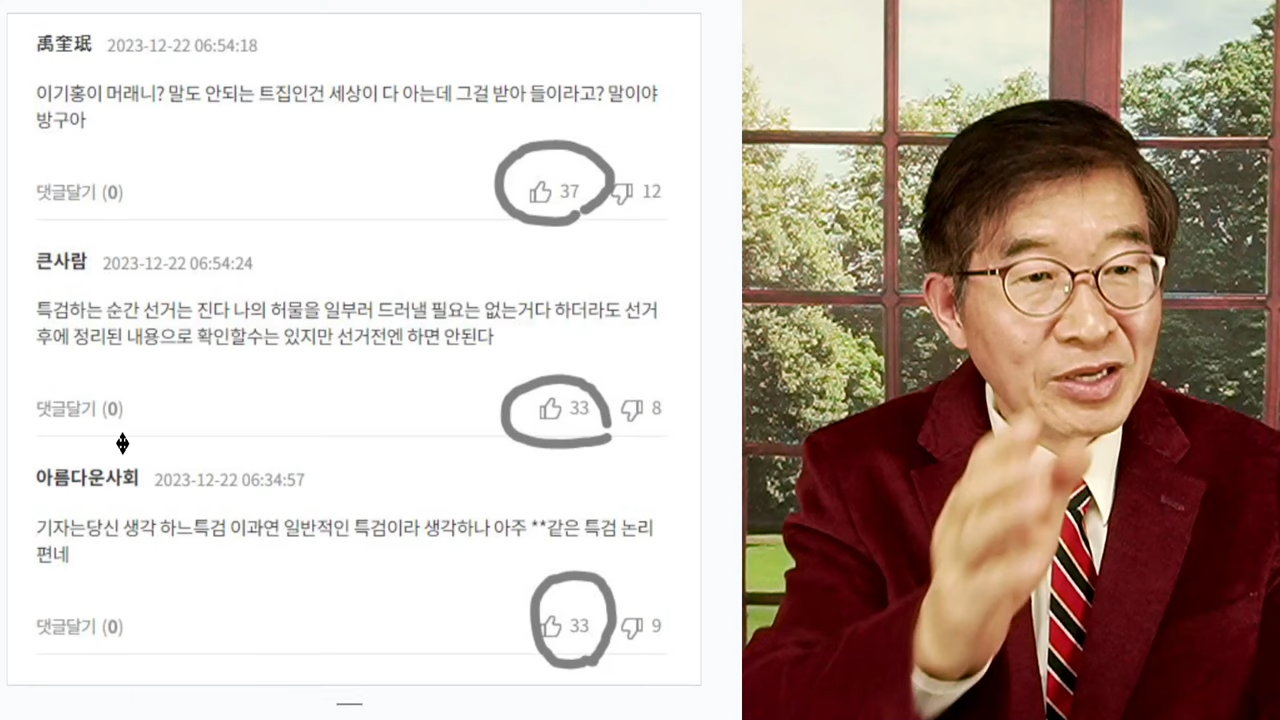 禹奎珉 2023-12-22 06:54:18
이기홍이 머래니? 말도 안되는 트집인건 세상이 다 아는데 그걸 받아 들이라고? 말이야
방구아
댓글달기 (0) 37 12
큰사람 2023-12-22 06:54:24
특검하는 순간 선거는 진다 나의 허물을 일부러 드러낼 필요는 없는거다 하더라도 선거
후에 정리된 내용으로 확인할수는 있지만 선거전엔 하면 안된다
댓글달기 (0) 33 8
아름다운사회 2023-12-22 06:34:57
기자는당신 생각 하느특검 이과연 일반적인 특검이라 생각하나 아주 **같은 특검 논리
편네
댓글달기 (0) 33 9